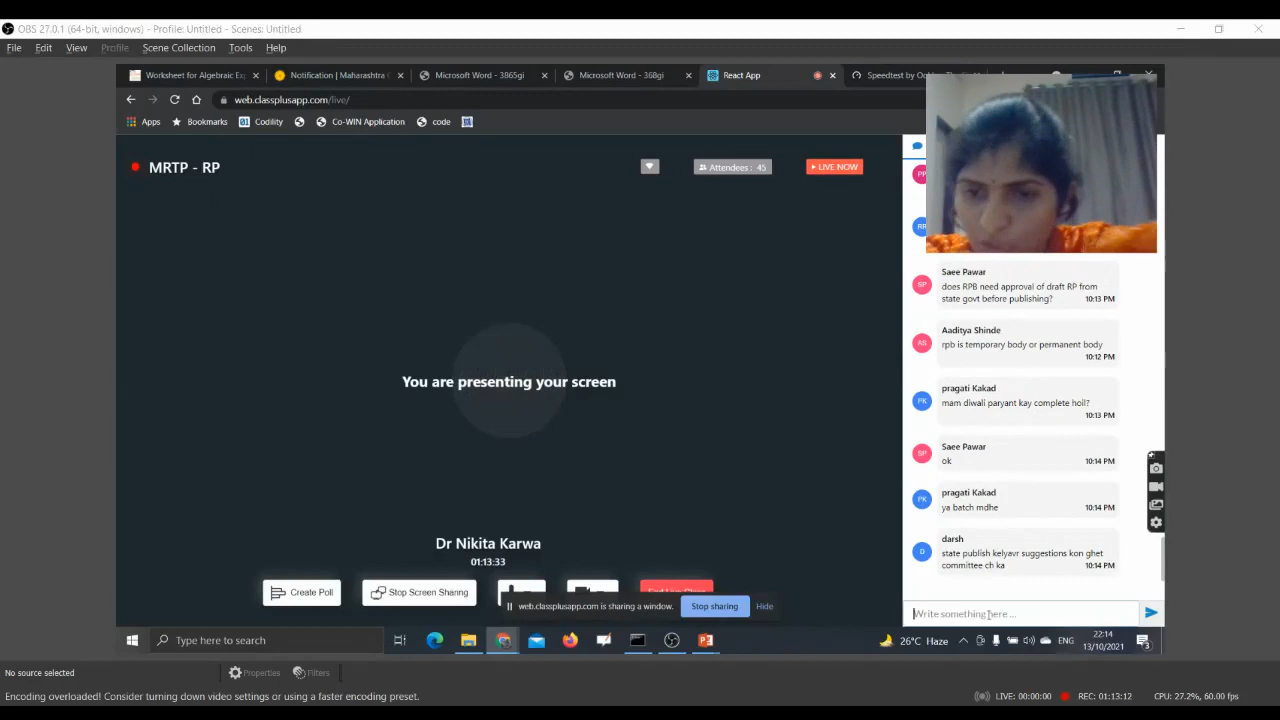 OBS 27.0.1 (64-bit, windows) - Profile: Untitled - Scenes: Untitled
File Edit View Profile Scene Collection Tools Help
Worksheet for Algebraic Ex Notification | Maharashtra Microsoft Word - 3865gi Microsoft Word - 368gi React App Speedtest by
web.classplusapp.com/live/
Apps Bookmarks Codility Co-WIN Application code
MRTP - RP
Attendees : 45
LIVE NOW
You are presenting your screen
Dr Nikita Karwa
01:13:33
Create Poll Stop Screen Sharing
web.classplusapp.com is sharing a window. Stop sharing Hide
PP
RR
Saee Pawar
SP
does RPB need approval of draft RP from
state govt before publishing? 10:13 PM
Aaditya Shinde
AS
rpb is temporary body or permanent body
10:12 PM
pragati Kakad
PK
mam diwali paryant kay complete hoil?
10:13 PM
Saee Pawar
SP
ok 10:14 PM
pragati Kakad
PK
ya batch mdhe 10:14 PM
darsh
D
state publish kelyavr suggestions kon ghet
committee ch ka 10:14 PM
Write something here ...
Type here to search
26°C Haze ENG 22:14
13/10/2021
3
No source selected Properties Filters
Encoding overloaded! Consider turning down video settings or using a faster encoding preset. LIVE: 00:00:00 REC: 01:13:12 CPU: 27.2%, 60.00 fps